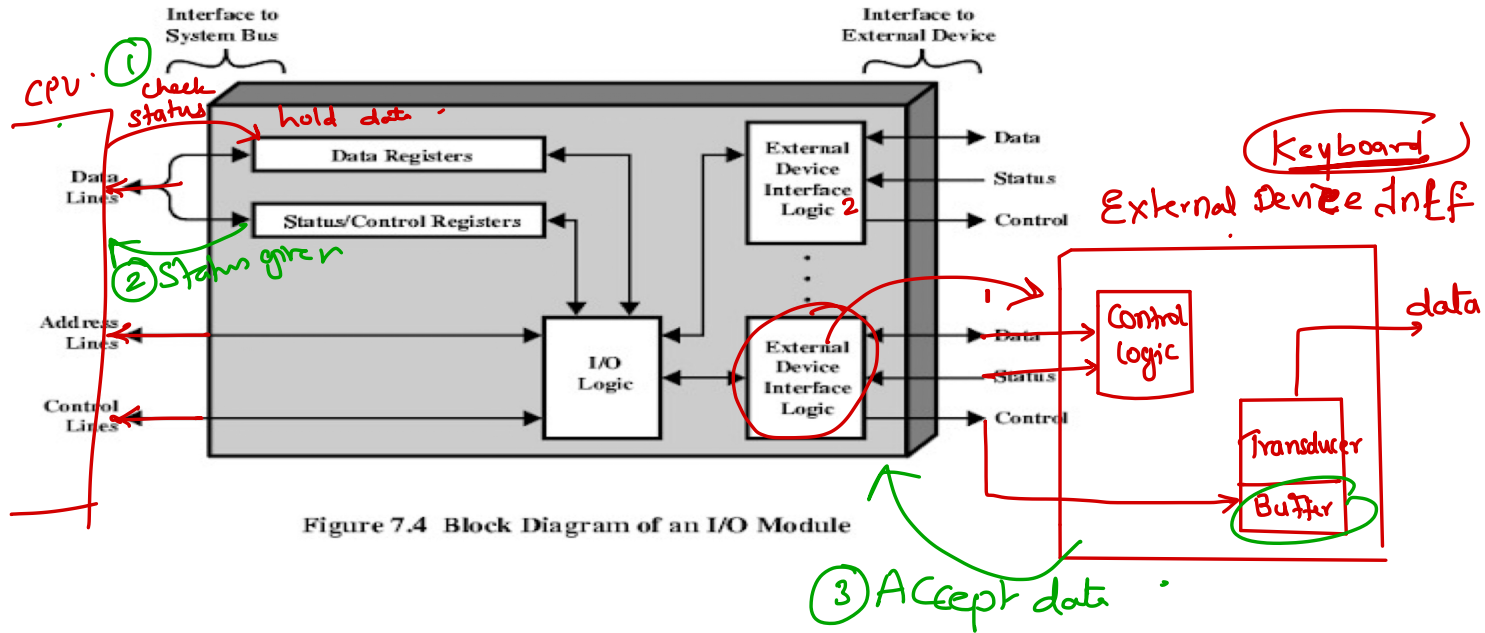 Interface to
System Bus
Interface to
External Device
CPU
①
check
status
hold data
Data Registers
Data
Lines
Status/Control Registers
② Status given
Address
Lines
I/O
Logic
Control
Lines
External
Device
Interface
Logic 2
Data
Status
Control
External
Device
Interface
Logic
Data
Status
Control
Keyboard
External Device Intf
1
Control
logic
data
Transducer
Buffer
③ Accept data
Figure 7.4 Block Diagram of an I/O Module